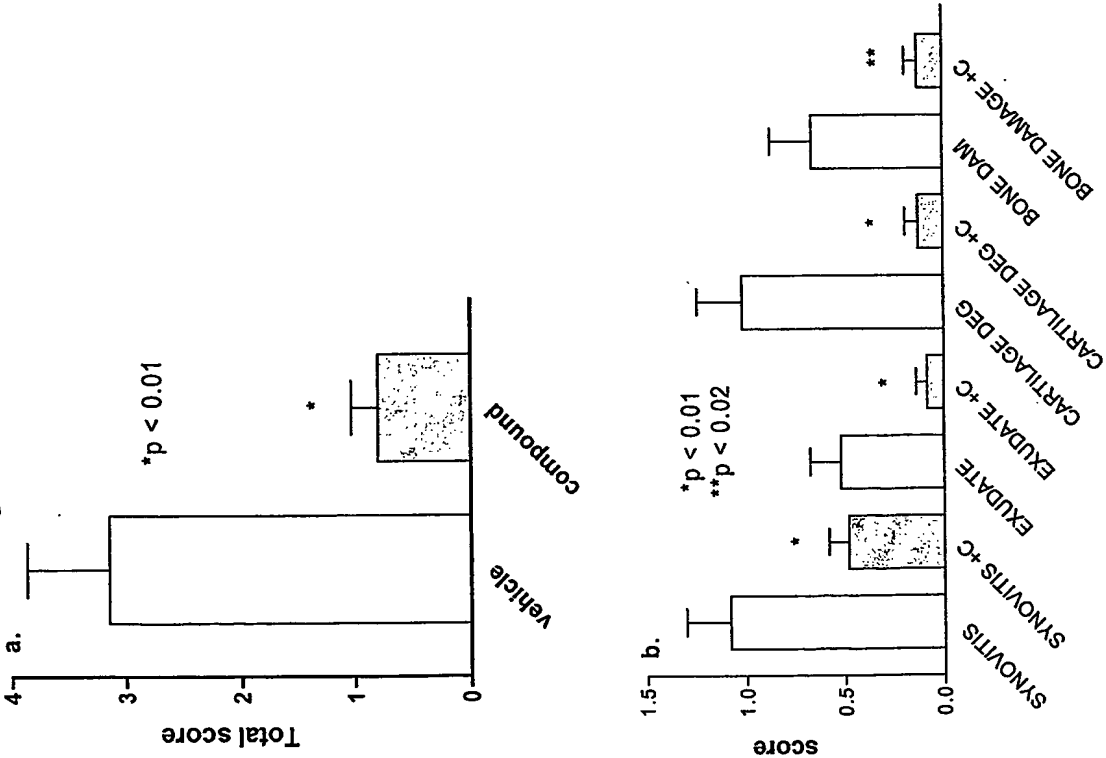 a.
Total score
4
3
2
1
0
*p < 0.01
*
vehicle
compound
b.
score
1.5
1.0
0.5
0.0
*p < 0.01
**p < 0.02
*
*
*
**
SYNOVITIS
SYNOVITIS +C
EXUDATE
EXUDATE +C
CARTILAGE DEG
CARTILAGE DEG +C
BONE DAM
BONE DAMAGE +C